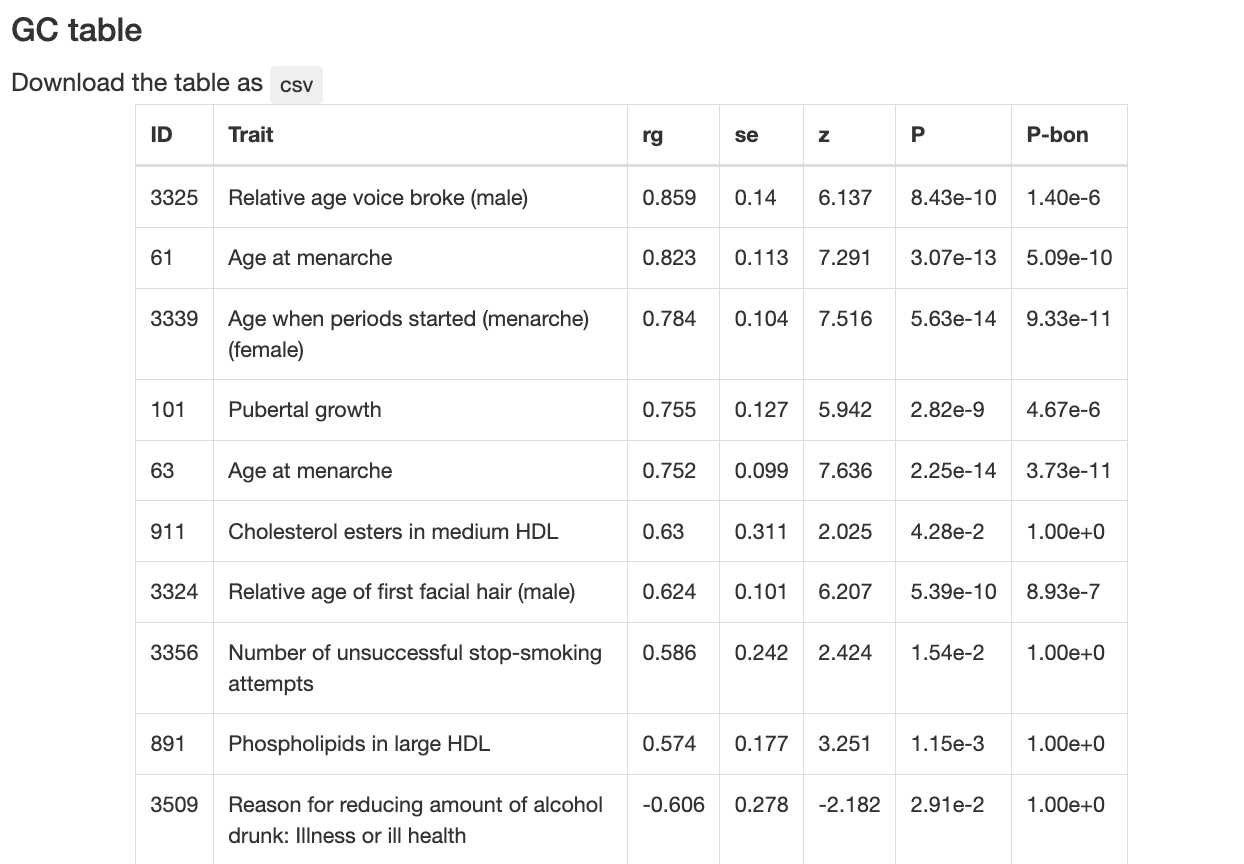 GC table
Download the table as csv
ID Trait rg se z P P-bon
3325 Relative age voice broke (male) 0.859 0.14 6.137 8.43e-10 1.40e-6
61 Age at menarche 0.823 0.113 7.291 3.07e-13 5.09e-10
3339 Age when periods started (menarche) 0.784 0.104 7.516 5.63e-14 9.33e-11
(female)
101 Pubertal growth 0.755 0.127 5.942 2.82e-9 4.67e-6
63 Age at menarche 0.752 0.099 7.636 2.25e-14 3.73e-11
911 Cholesterol esters in medium HDL 0.63 0.311 2.025 4.28e-2 1.00e+0
3324 Relative age of first facial hair (male) 0.624 0.101 6.207 5.39e-10 8.93e-7
3356 Number of unsuccessful stop-smoking 0.586 0.242 2.424 1.54e-2 1.00e+0
attempts
891 Phospholipids in large HDL 0.574 0.177 3.251 1.15e-3 1.00e+0
3509 Reason for reducing amount of alcohol -0.606 0.278 -2.182 2.91e-2 1.00e+0
drunk: Illness or ill health